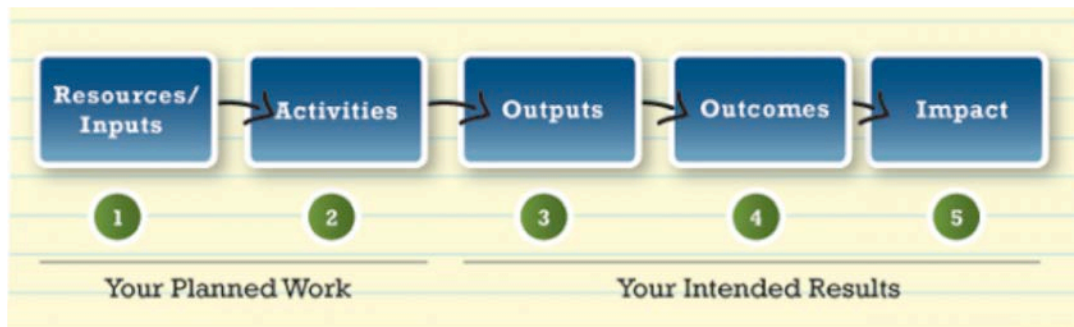 Resources/
Inputs
Activities
Outputs
Outcomes
Impact
1
2
3
4
5
Your Planned Work
Your Intended Results